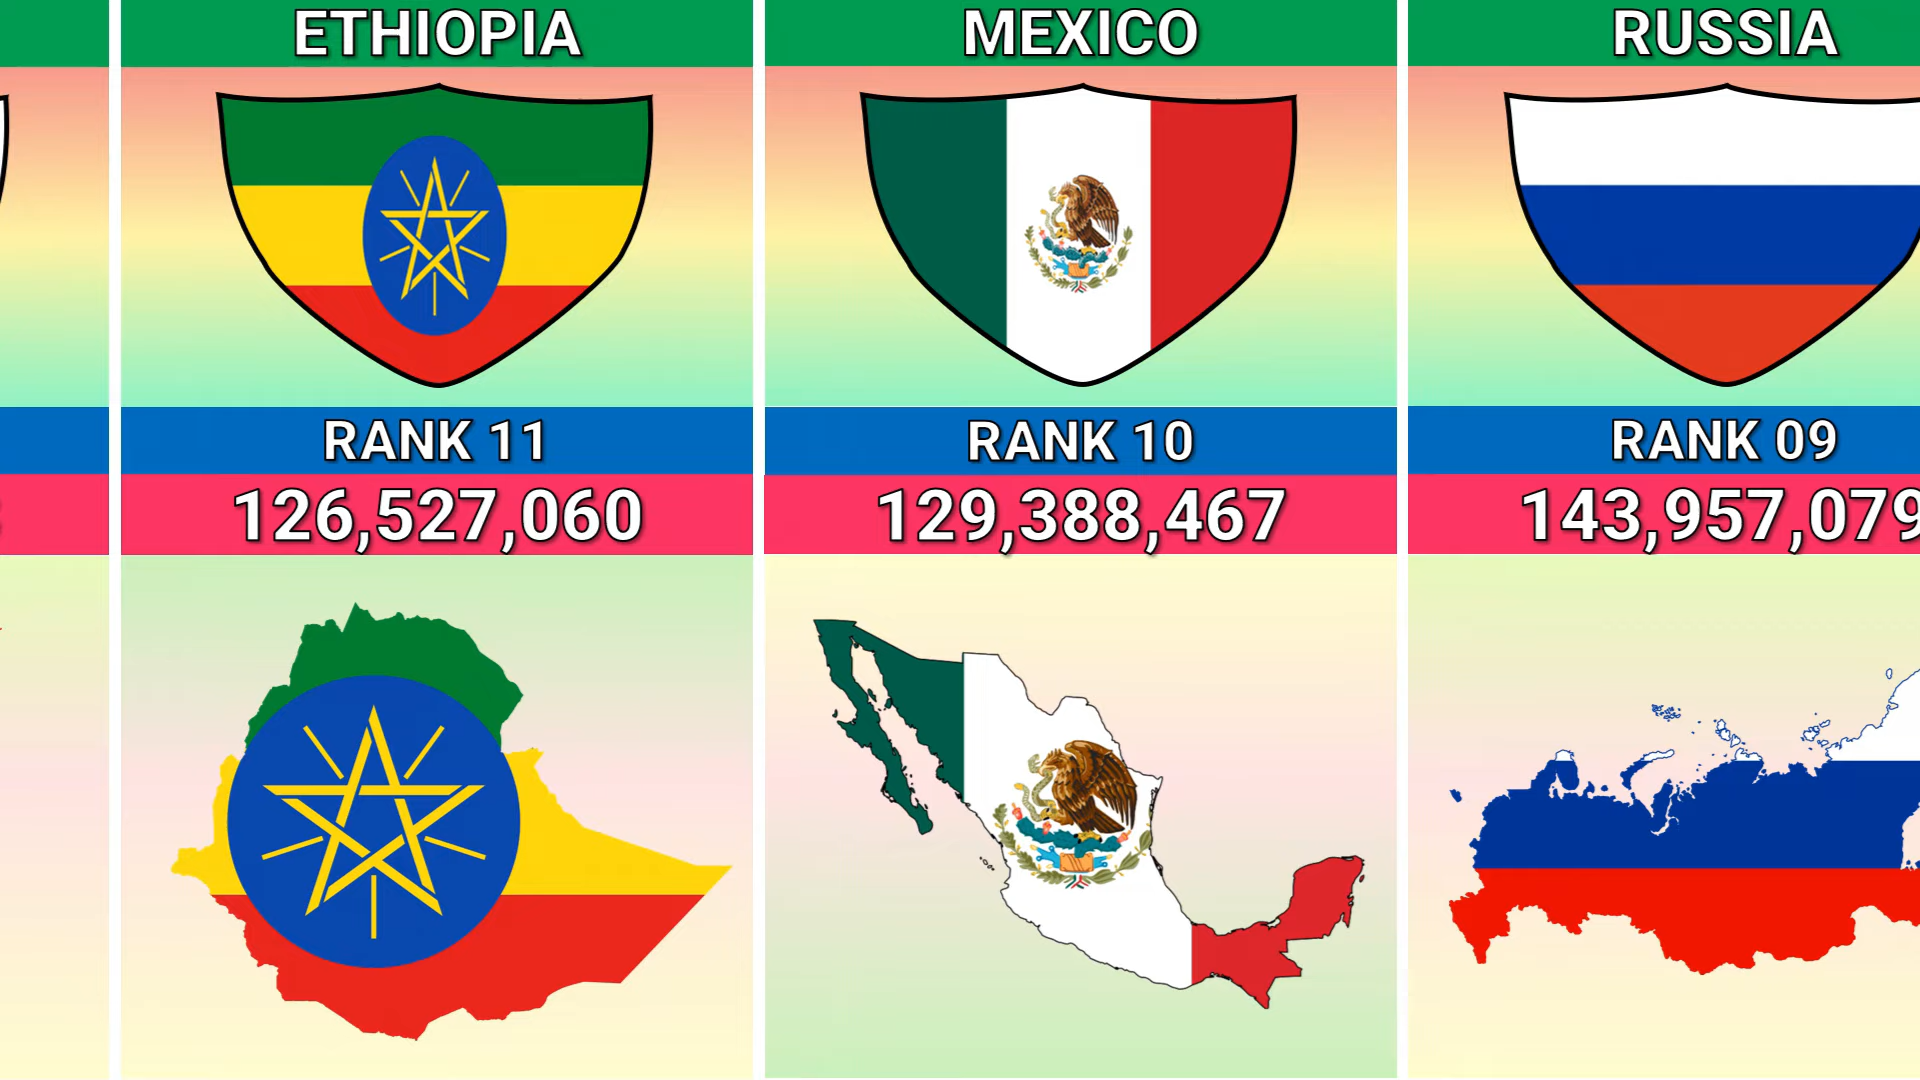 ETHIOPIA
RANK 11
126,527,060
MEXICO
RANK 10
129,388,467
RUSSIA
RANK 09
143,957,079